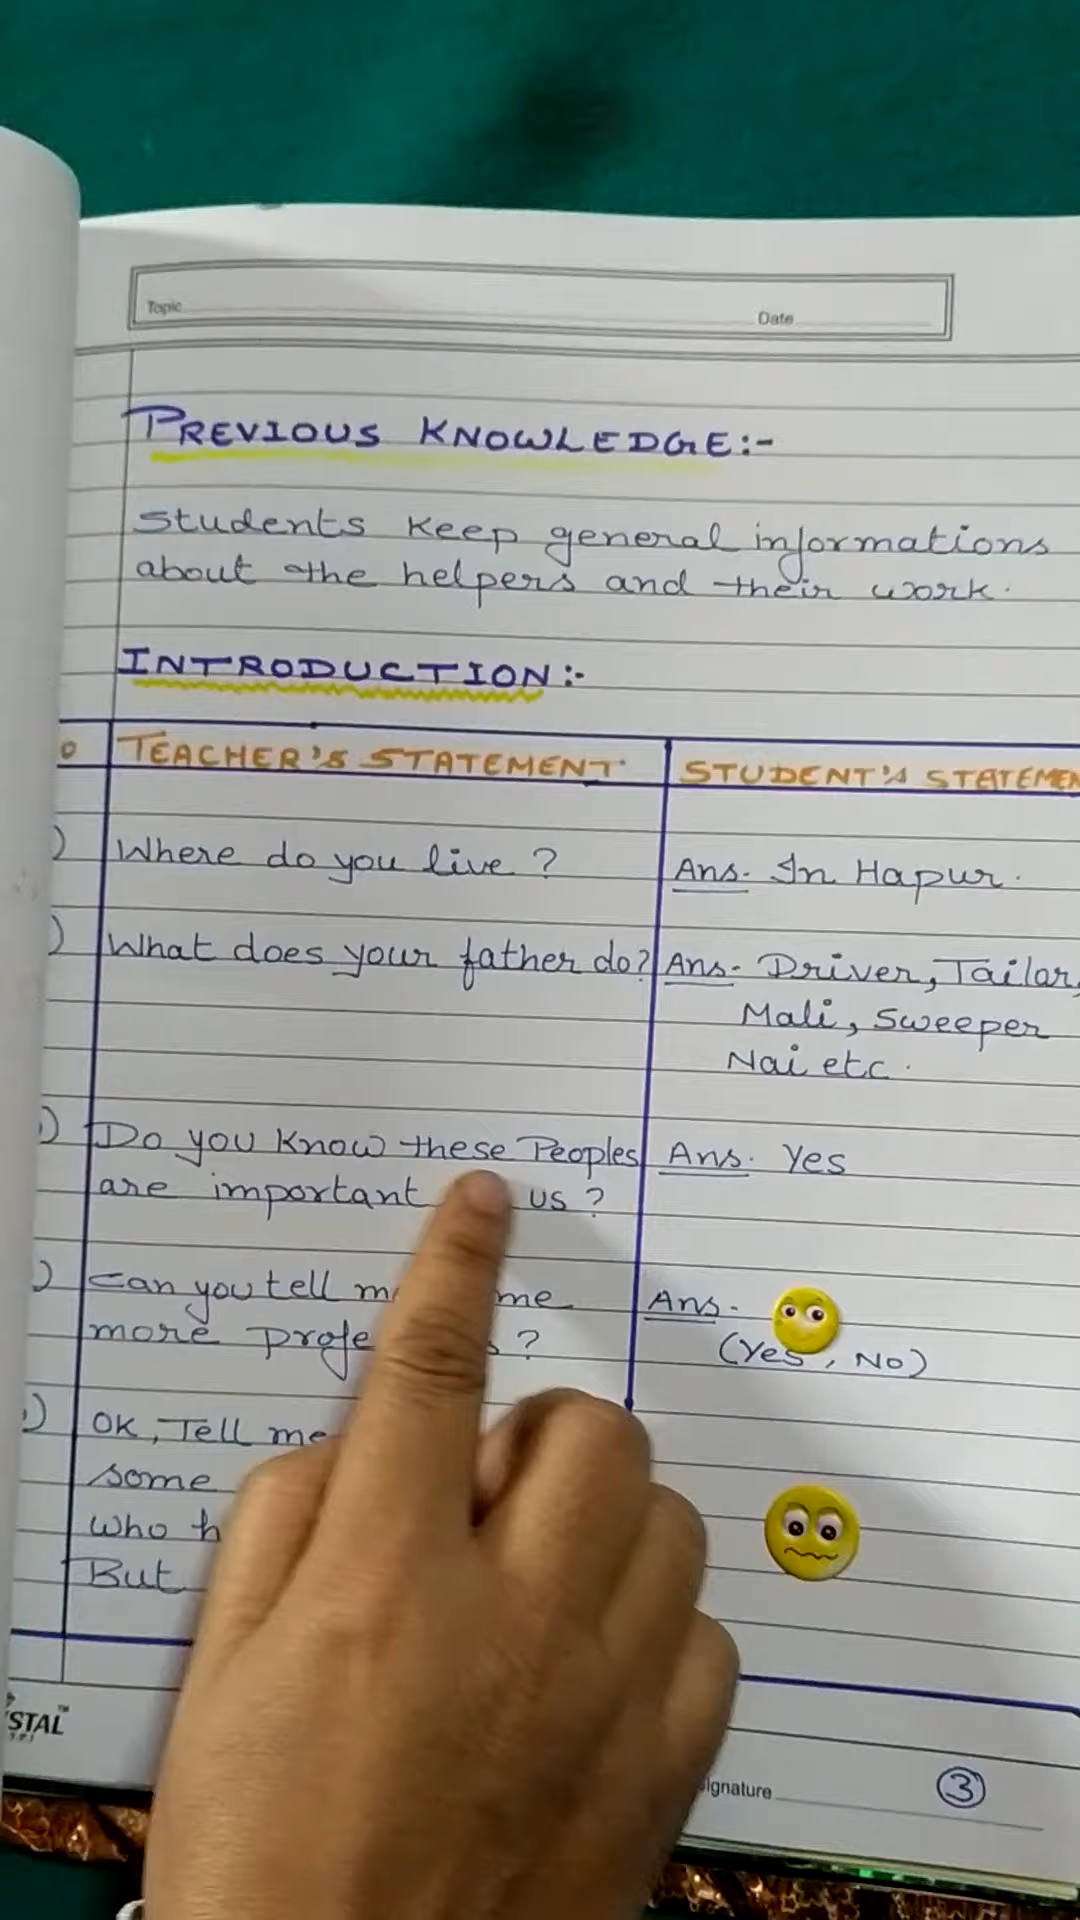 Topic
Date
PREVIOUS KNOWLEDGE:-
Students keep general informations
about the helpers and their work.
INTRODUCTION:-
TEACHER'S STATEMENT
STUDENT'S STATEMEN
Where do you live?
Ans. In Hapur.
What does your father do?
Ans- Driver, Tailor,
Mali, Sweeper
Nai etc.
Do you know these Peoples
Ans. Yes
are important us?
Can you tell me
Ans-
more ?
(Yes, No)
OK, Tell me
some
who
But
STAL™
ignature
3